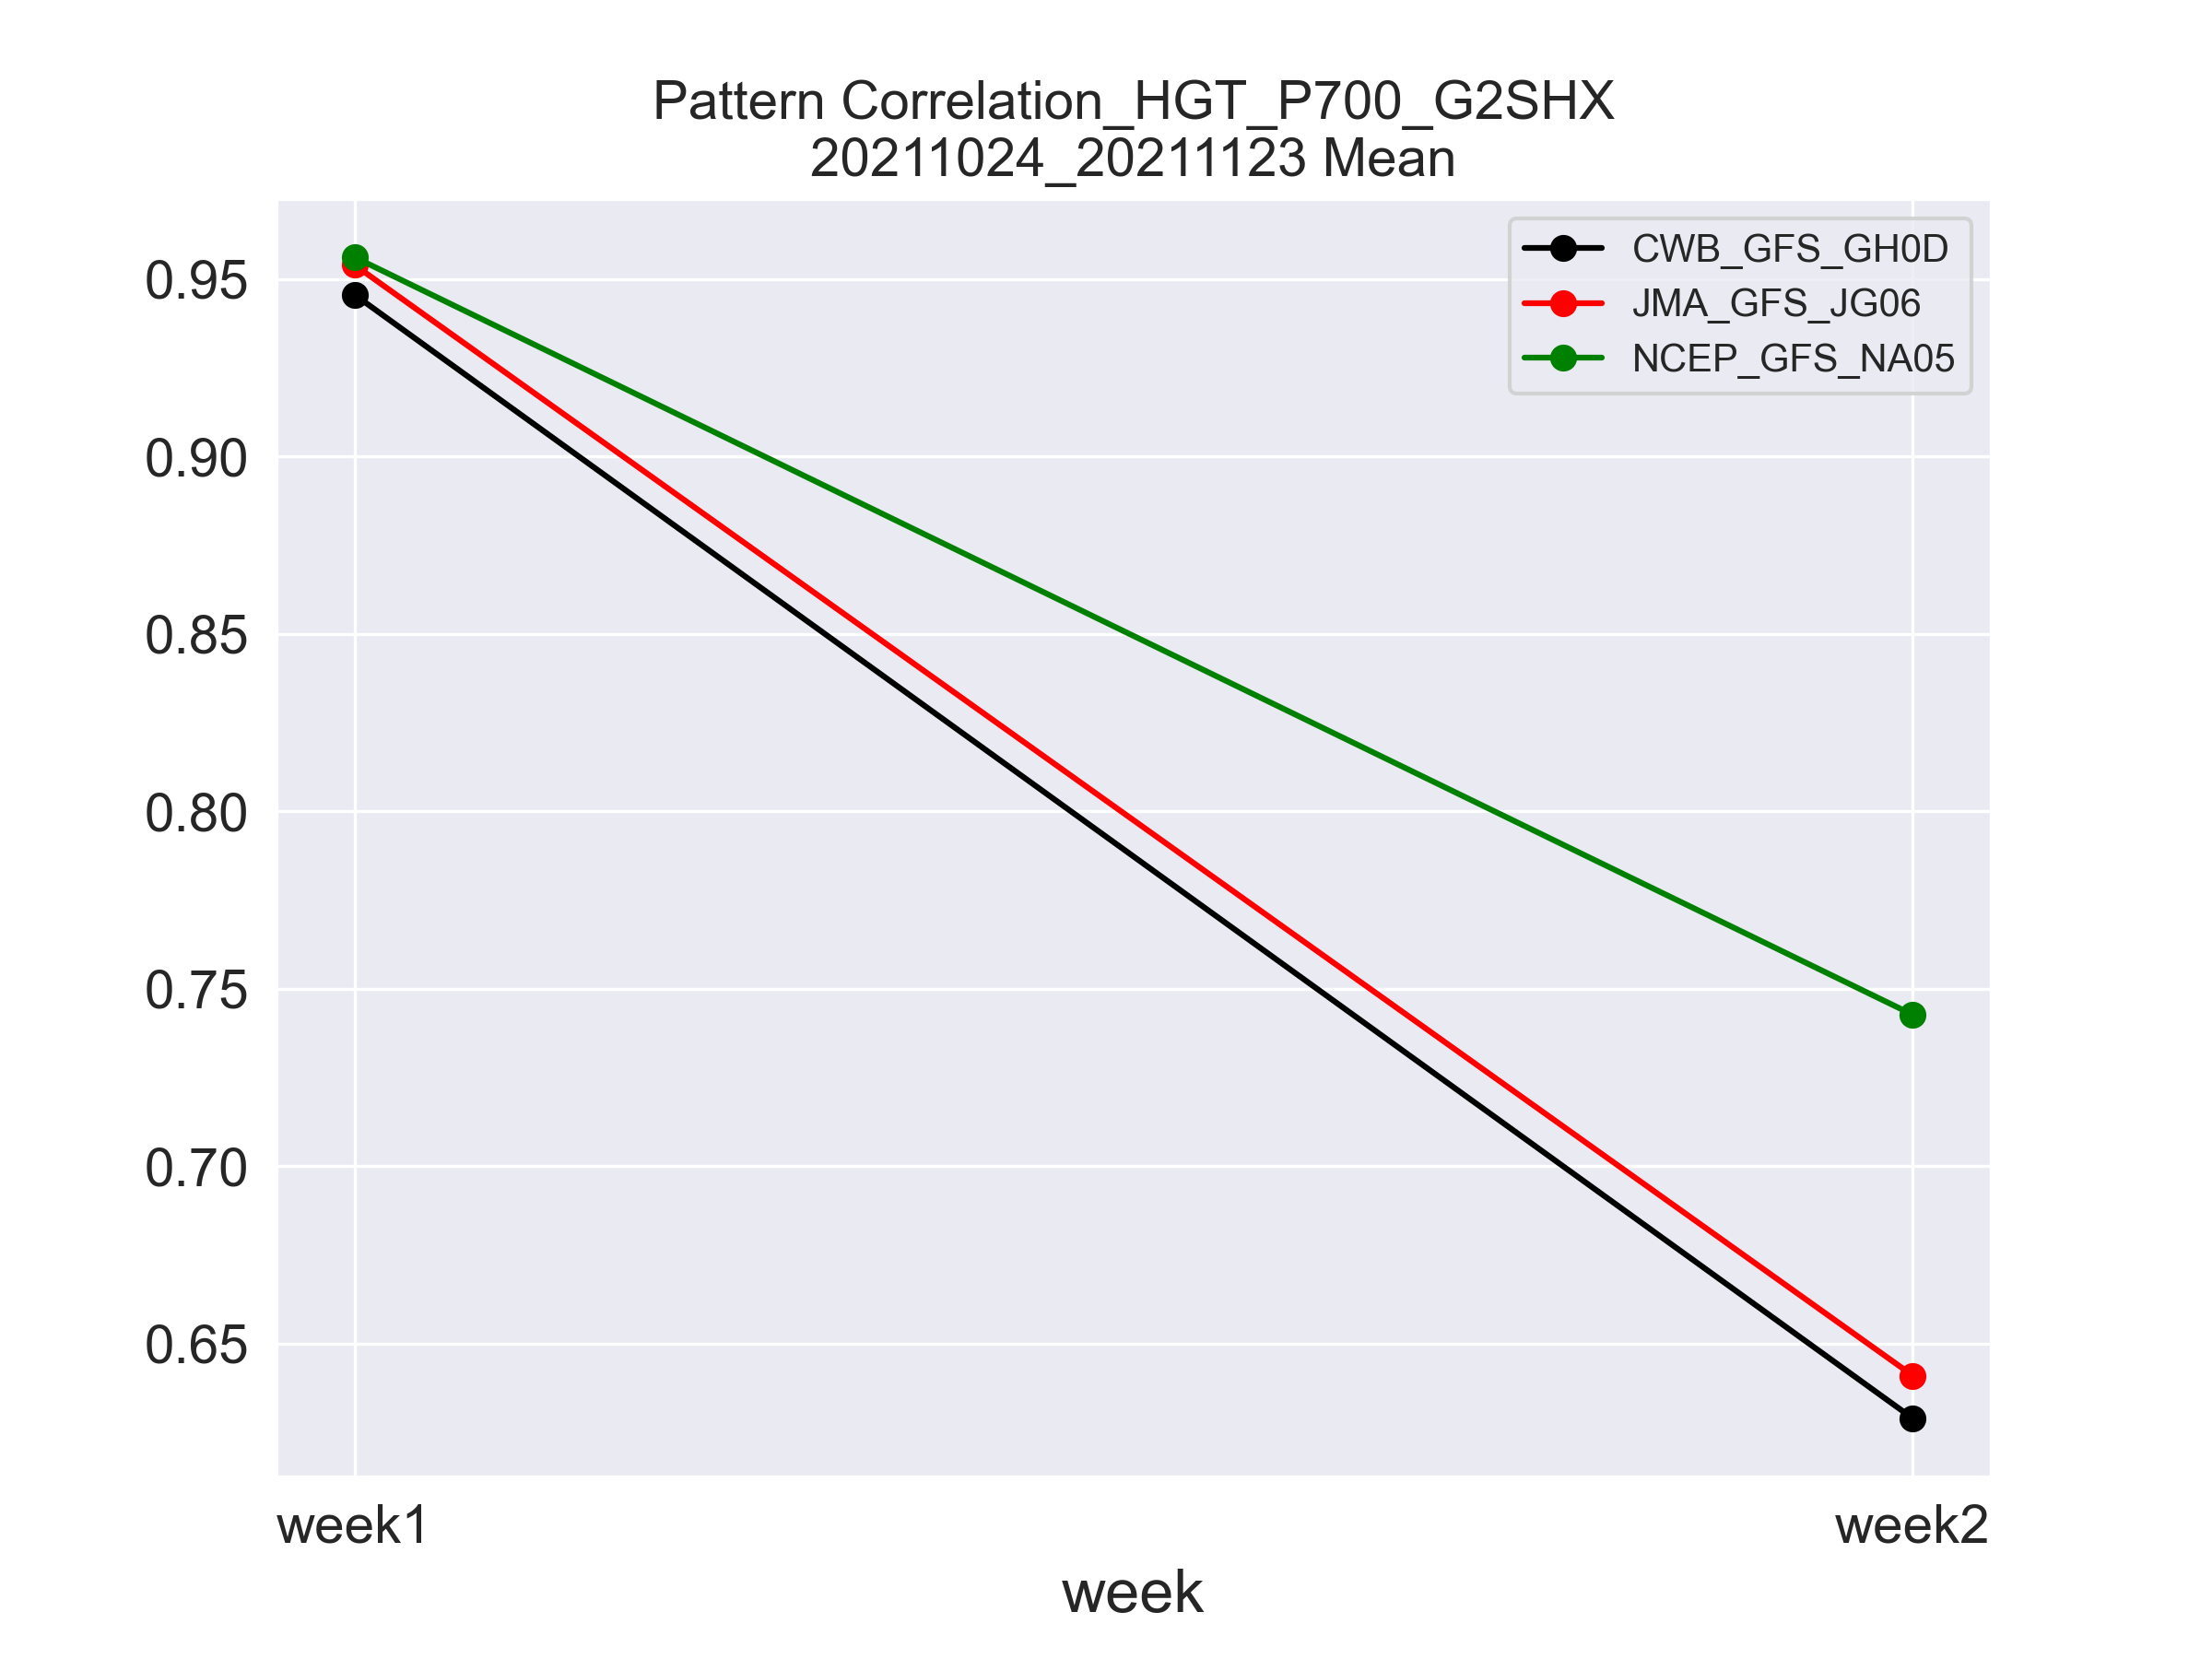 Pattern Correlation_HGT_P700_G2SHX
20211024_20211123 Mean
CWB_GFS_GH0D
JMA_GFS_JG06
NCEP_GFS_NA05
0.95
0.90
0.85
0.80
0.75
0.70
0.65
week1 week2
week